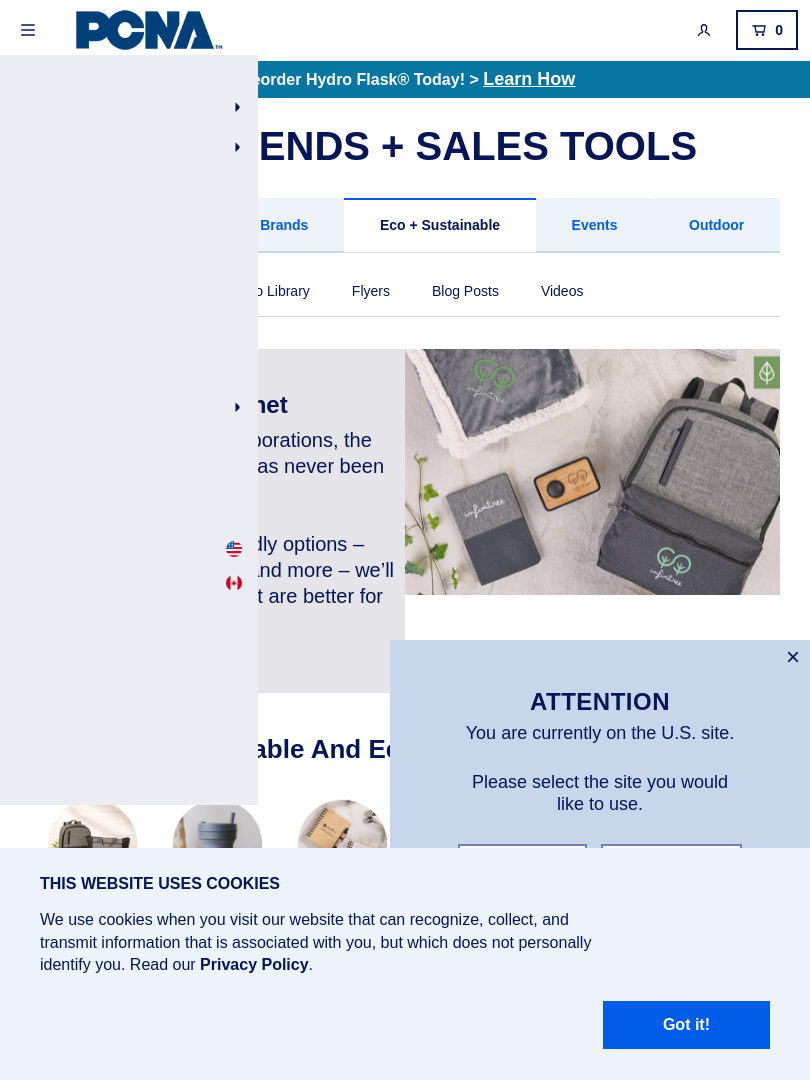 PCNA™
0
eorder Hydro Flask® Today! > Learn How
ENDS + SALES TOOLS
Brands
Eco + Sustainable
Events
Outdoor
o Library
Flyers
Blog Posts
Videos
net
porations, the
as never been
dly options –
and more – we'll
t are better for
infinitree
infinitree
infinitree
able And Ec
ATTENTION
You are currently on the U.S. site.
Please select the site you would
like to use.
THIS WEBSITE USES COOKIES
We use cookies when you visit our website that can recognize, collect, and
transmit information that is associated with you, but which does not personally
identify you. Read our Privacy Policy.
Got it!